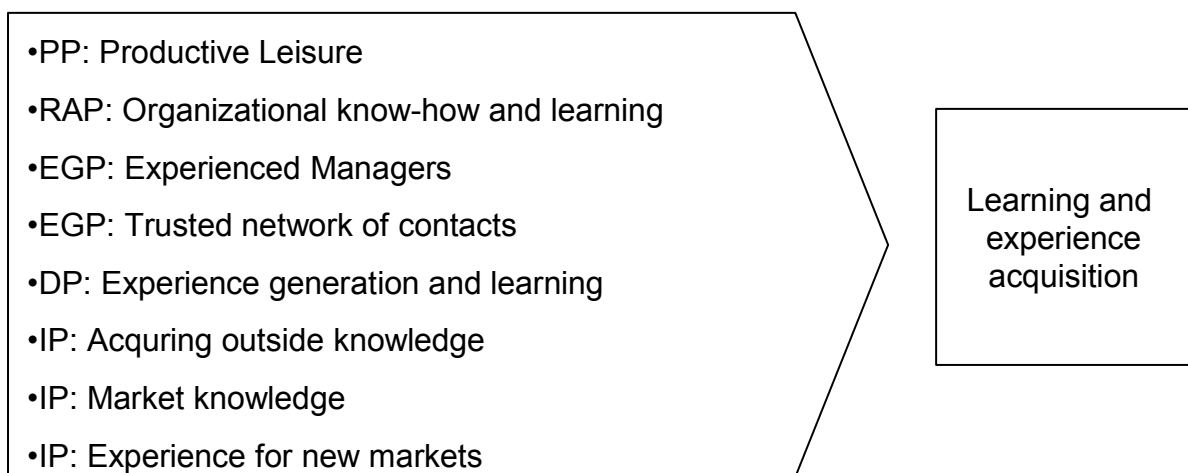 •PP: Productive Leisure
•RAP: Organizational know-how and learning
•EGP: Experienced Managers
•EGP: Trusted network of contacts
•DP: Experience generation and learning
•IP: Acquring outside knowledge
•IP: Market knowledge
•IP: Experience for new markets
Learning and
experience
acquisition